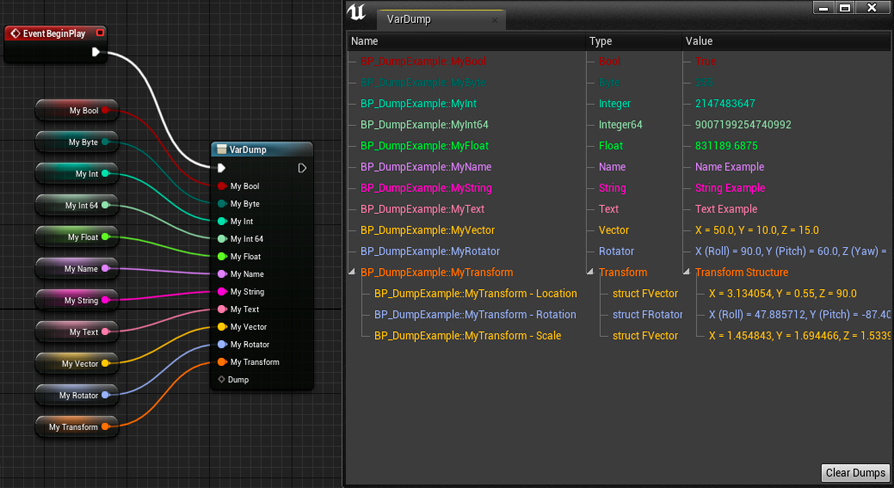 EventBeginPlay
My Bool
My Byte
My Int
My Int 64
My Float
My Name
My String
My Text
My Vector
My Rotator
My Transform
VarDump
My Bool
My Byte
My Int
My Int 64
My Float
My Name
My String
My Text
My Vector
My Rotator
My Transform
Dump
VarDump
Name Type Value
BP_DumpExample::MyBool Bool True
BP_DumpExample::MyByte Byte 255
BP_DumpExample::MyInt Integer 2147483647
BP_DumpExample::MyInt64 Integer64 9007199254740992
BP_DumpExample::MyFloat Float 831189.6875
BP_DumpExample::MyName Name Name Example
BP_DumpExample::MyString String String Example
BP_DumpExample::MyText Text Text Example
BP_DumpExample::MyVector Vector X = 50.0, Y = 10.0, Z = 15.0
BP_DumpExample::MyRotator Rotator X (Roll) = 90.0, Y (Pitch) = 60.0, Z (Yaw) =
BP_DumpExample::MyTransform Transform Transform Structure
BP_DumpExample::MyTransform - Location struct FVector X = 3.134054, Y = 0.55, Z = 90.0
BP_DumpExample::MyTransform - Rotation struct FRotator X (Roll) = 47.885712, Y (Pitch) = -87.40
BP_DumpExample::MyTransform - Scale struct FVector X = 1.454843, Y = 1.694466, Z = 1.5339
Clear Dumps